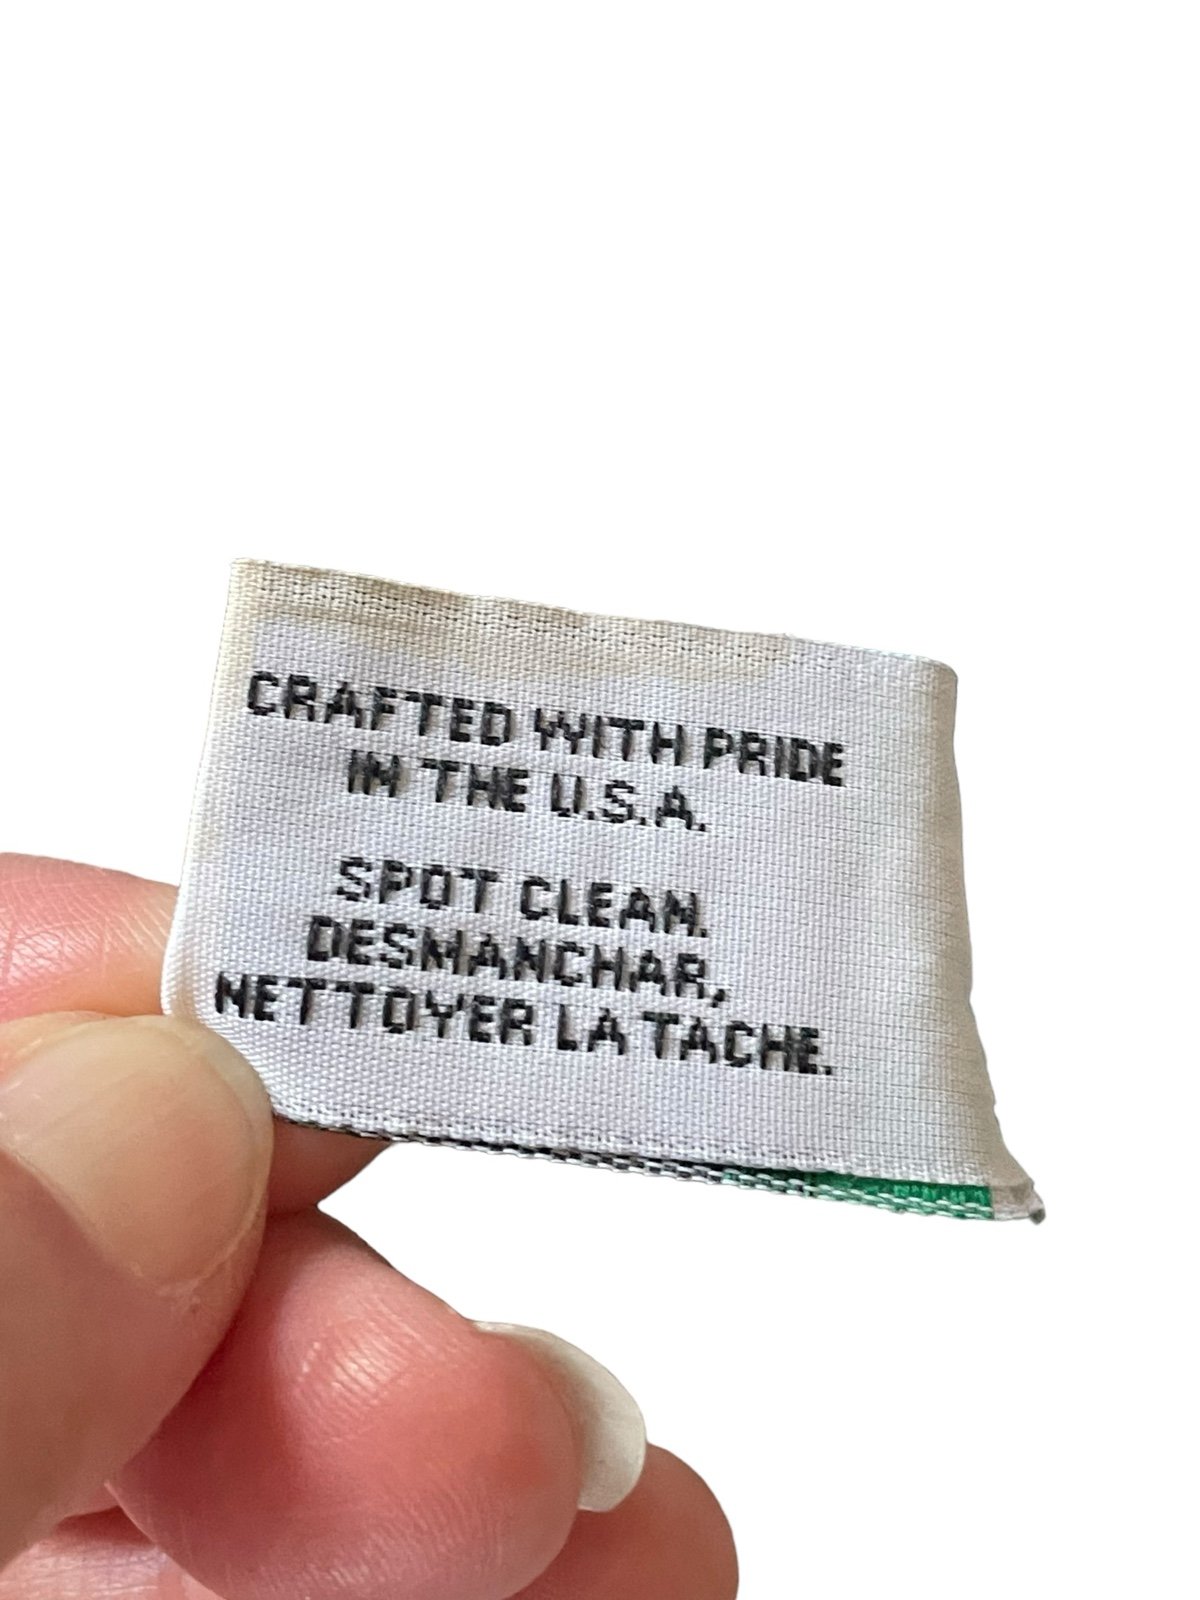 CRAFTED WITH PRIDE
IN THE U.S.A.
SPOT CLEAN.
DESMANCHAR,
NETTOYER LA TACHE.